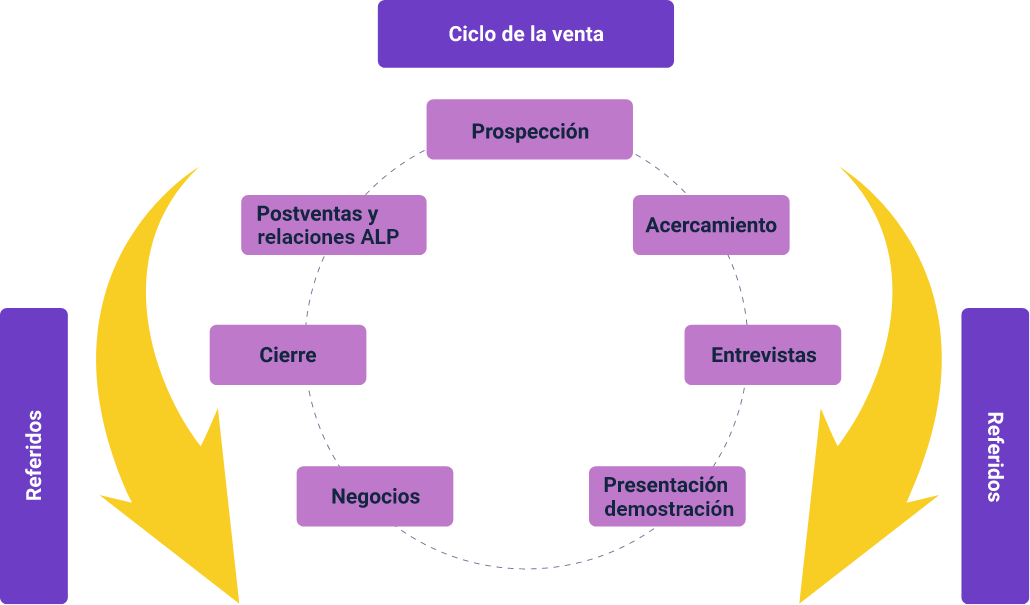 Ciclo de la venta
Prospección
Postventas y
relaciones ALP
Acercamiento
Cierre
Entrevistas
Negocios
Presentación
demostración
Referidos
Referidos